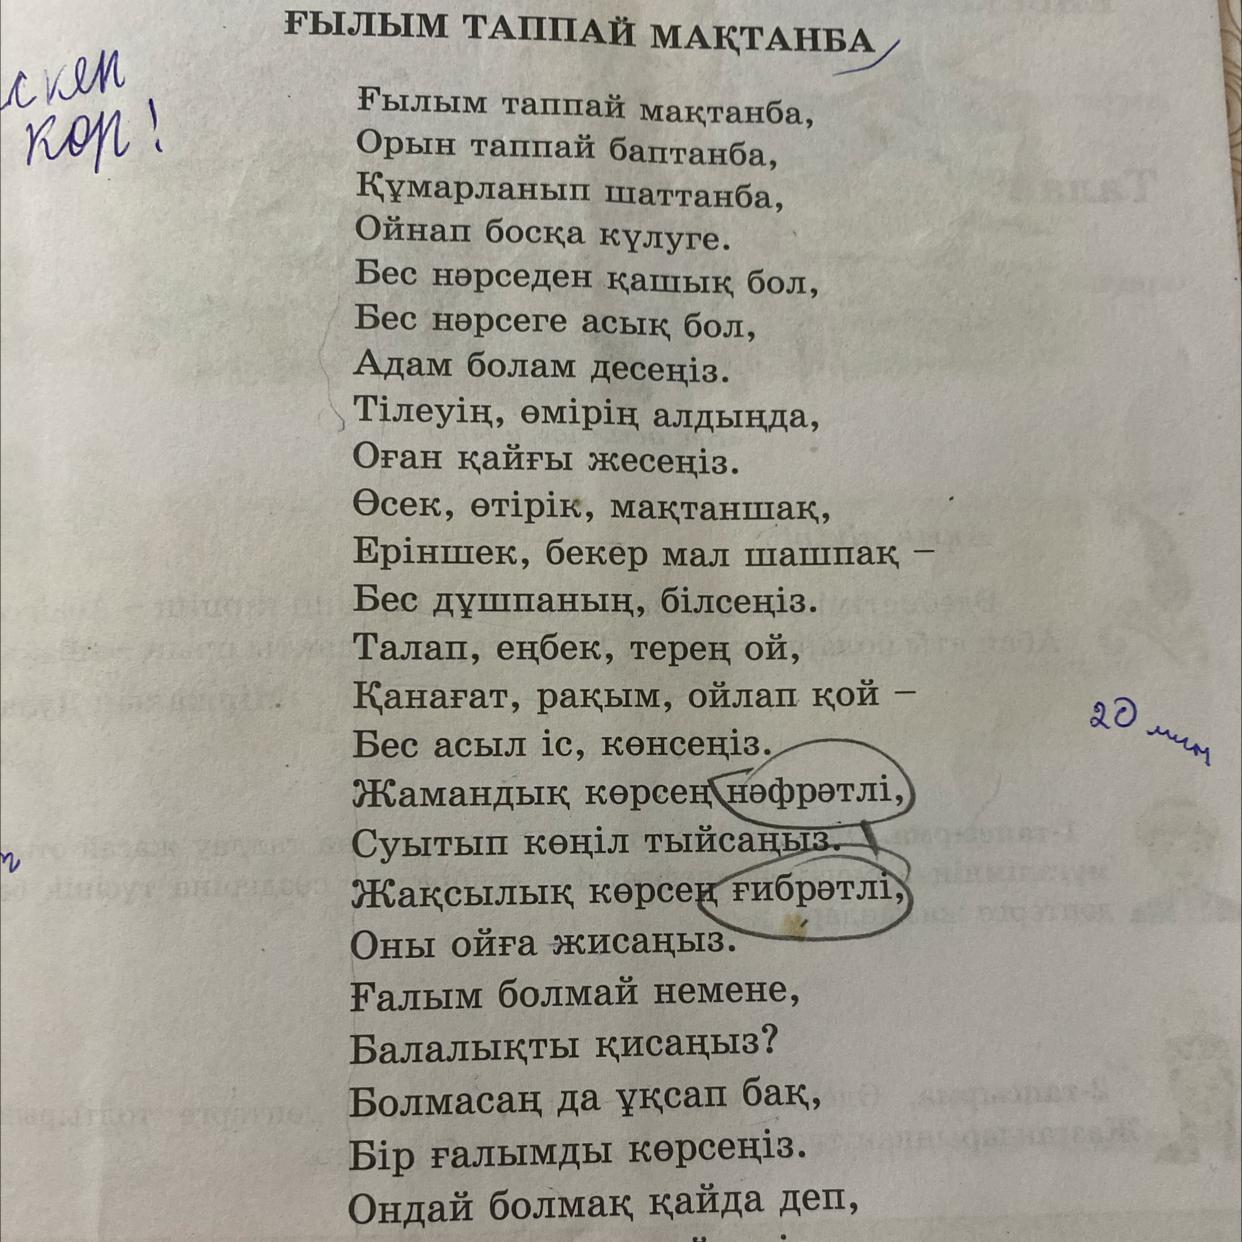 ҒЫЛЫМ ТАППАЙ МАҚТАНБА
кор!
Ғылым таппай мақтанба,
Орын таппай баптанба,
Құмарланып шаттанба,
Ойнап босқа күлуге.
Бес нәрседен қашық бол,
Бес нәрсеге асық бол,
Адам болам десеңіз.
Тілеуің, өмірің алдыңда,
Оған қайғы жесеңіз.
Өсек, өтірік, мақтаншақ,
Еріншек, бекер мал шашпақ –
Бес дұшпаның, білсеңіз.
Талап, еңбек, терең ой,
Қанағат, рақым, ойлап қой –
20 мин
Бес асыл іс, көнсеңіз.
Жамандық көрсең нәфрәтлі,
Суытып көңіл тыйсаңыз.
Жақсылық көрсең ғибрәтлі,
Оны ойға жисаңыз.
Ғалым болмай немене,
Балалықты қисаңыз?
Болмасаң да ұқсап бақ,
Бір ғалымды көрсеңіз.
Ондай болмақ қайда деп,